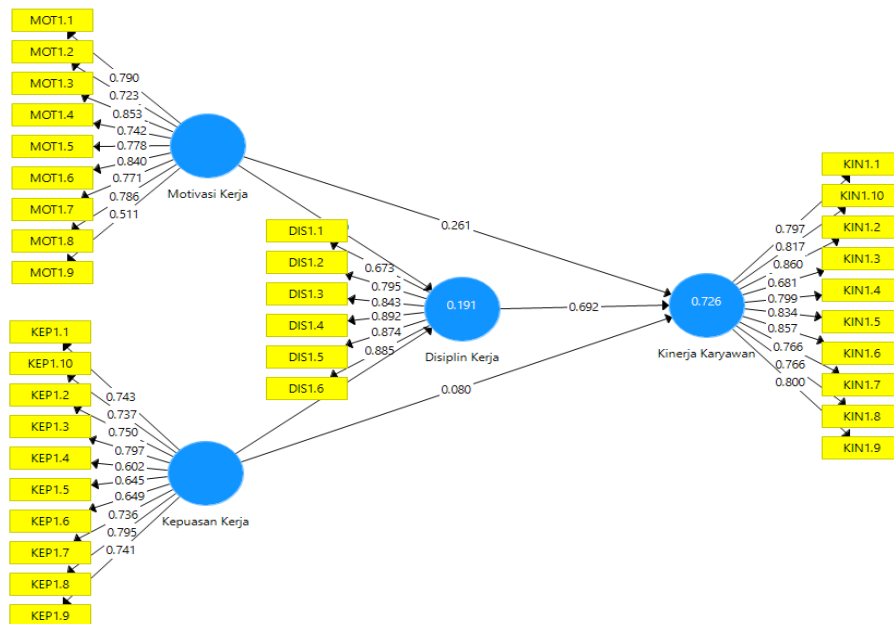 MOT1.1
MOT1.2
MOT1.3
MOT1.4
MOT1.5
MOT1.6
MOT1.7
MOT1.8
MOT1.9
0.790
0.723
0.853
0.742
0.778
0.840
0.771
0.786
0.511
Motivasi Kerja
KEP1.1
KEP1.10
KEP1.2
KEP1.3
KEP1.4
KEP1.5
KEP1.6
KEP1.7
KEP1.8
KEP1.9
0.743
0.737
0.750
0.797
0.602
0.645
0.649
0.736
0.795
0.741
Kepuasan Kerja
DIS1.1
DIS1.2
DIS1.3
DIS1.4
DIS1.5
DIS1.6
0.673
0.795
0.843
0.892
0.874
0.885
0.191
Disiplin Kerja
0.261
0.692
0.080
0.726
Kinerja Karyawan
0.797
0.817
0.860
0.681
0.799
0.834
0.857
0.766
0.766
0.800
KIN1.1
KIN1.10
KIN1.2
KIN1.3
KIN1.4
KIN1.5
KIN1.6
KIN1.7
KIN1.8
KIN1.9